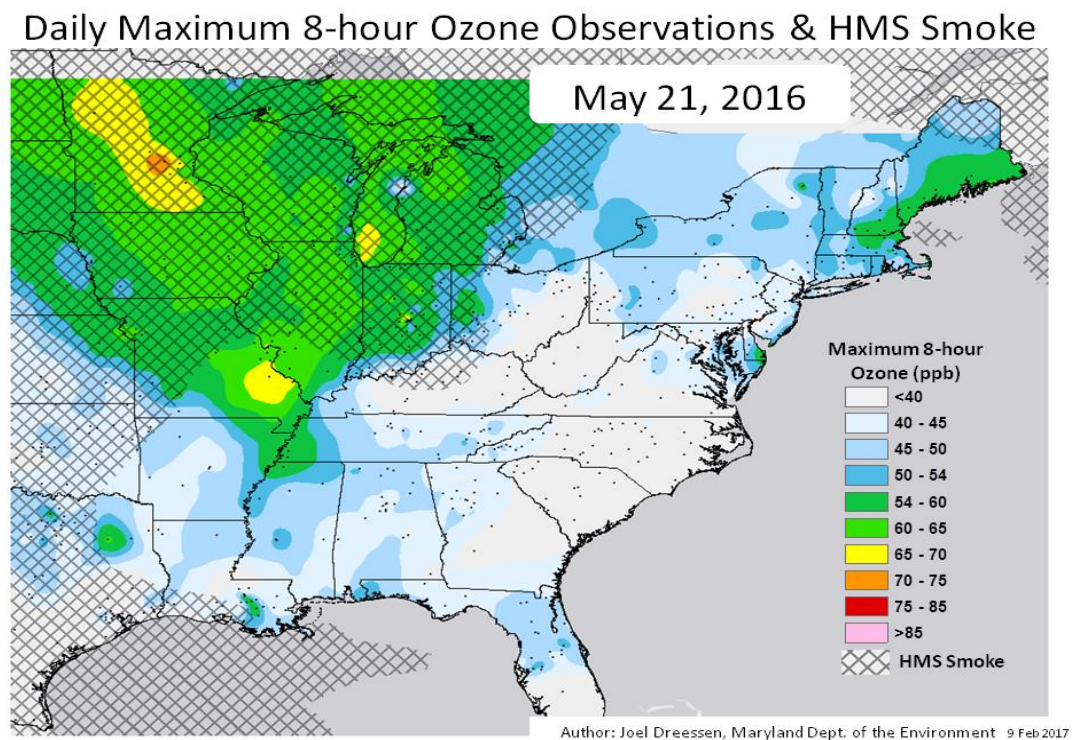 Daily Maximum 8-hour Ozone Observations & HMS Smoke
May 21, 2016
Maximum 8-hour
Ozone (ppb)
<40
40 - 45
45 - 50
50 - 54
54 - 60
60 - 65
65 - 70
70 - 75
75 - 85
>85
HMS Smoke
Author: Joel Dreessen, Maryland Dept. of the Environment 9 Feb 2017